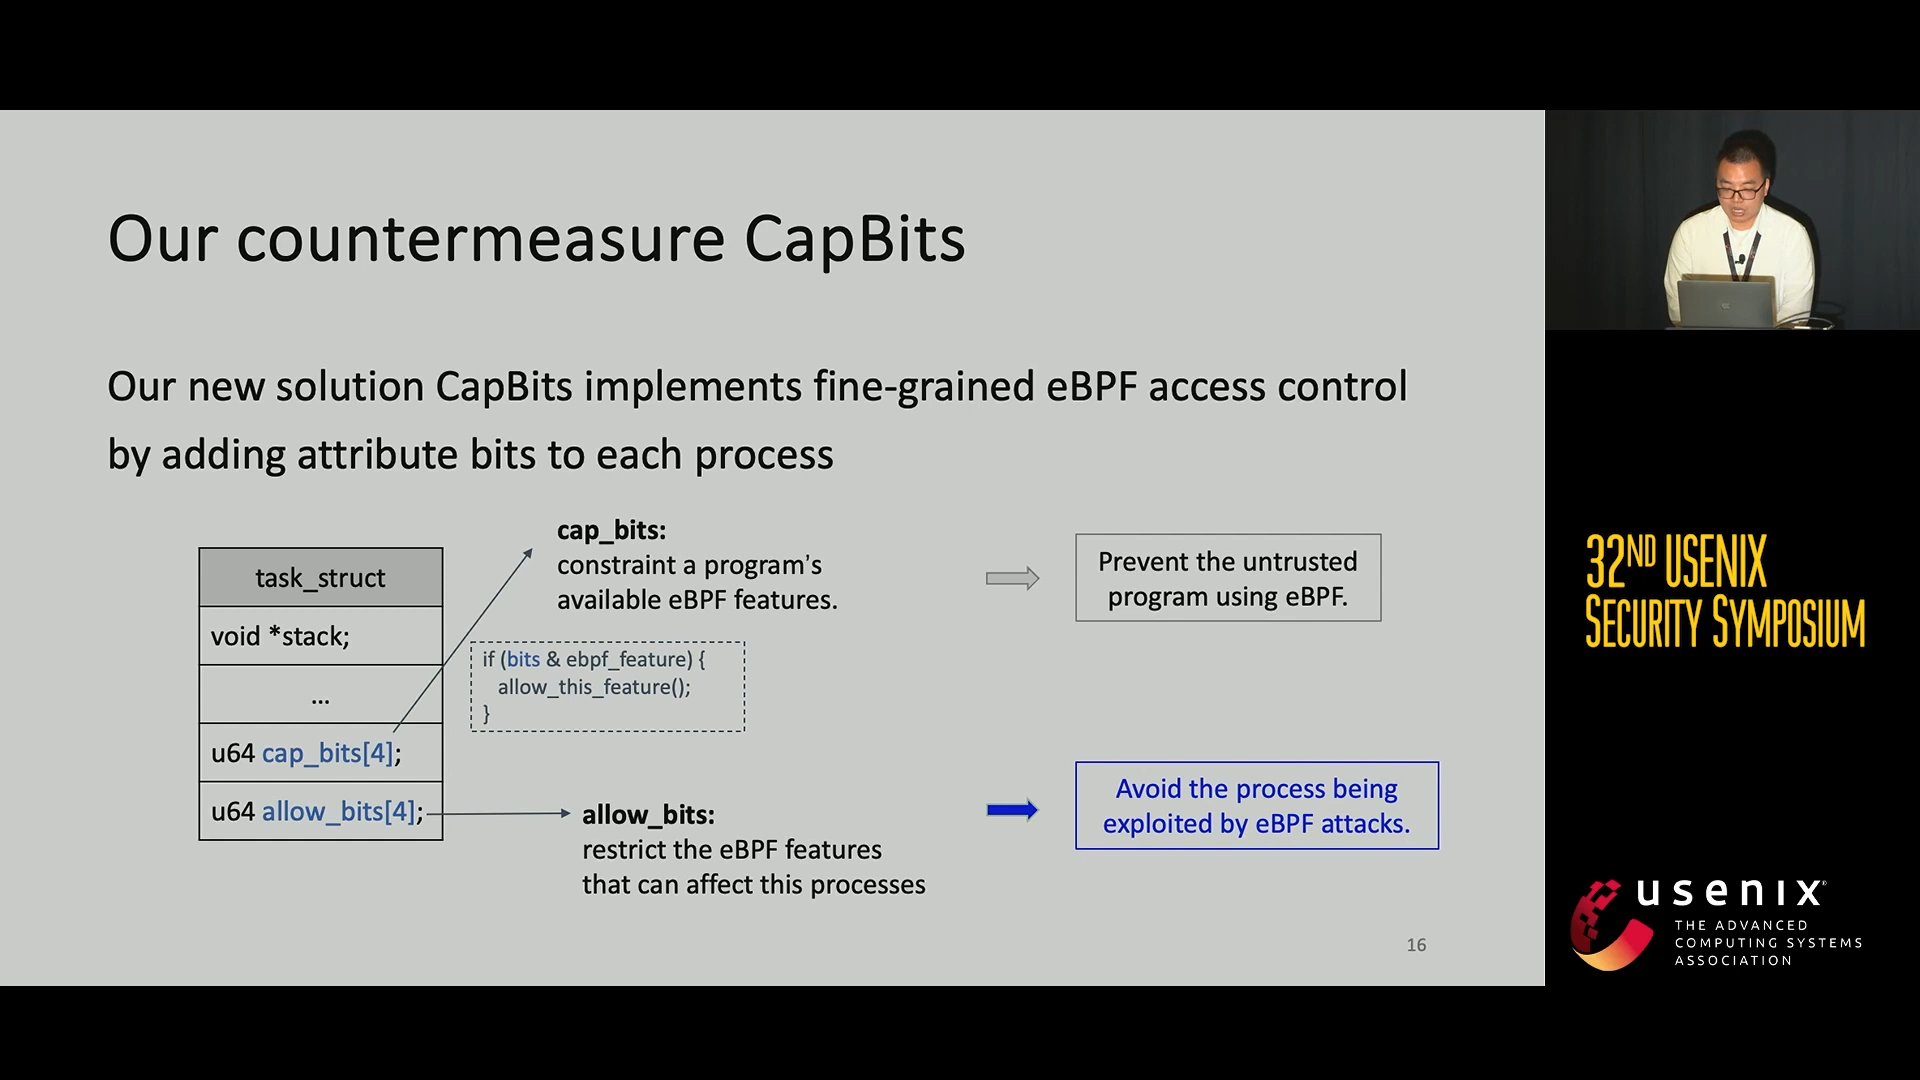 Our countermeasure CapBits
Our new solution CapBits implements fine-grained eBPF access control
by adding attribute bits to each process
task_struct
void *stack;
...
u64 cap_bits[4];
u64 allow_bits[4];
cap_bits:
constraint a program's
available eBPF features.
if (bits & ebpf_feature) {
allow_this_feature();
}
allow_bits:
restrict the eBPF features
that can affect this processes
Prevent the untrusted
program using eBPF.
Avoid the process being
exploited by eBPF attacks.
16
32ND USENIX
SECURITY SYMPOSIUM
usenix®
THE ADVANCED
COMPUTING SYSTEMS
ASSOCIATION